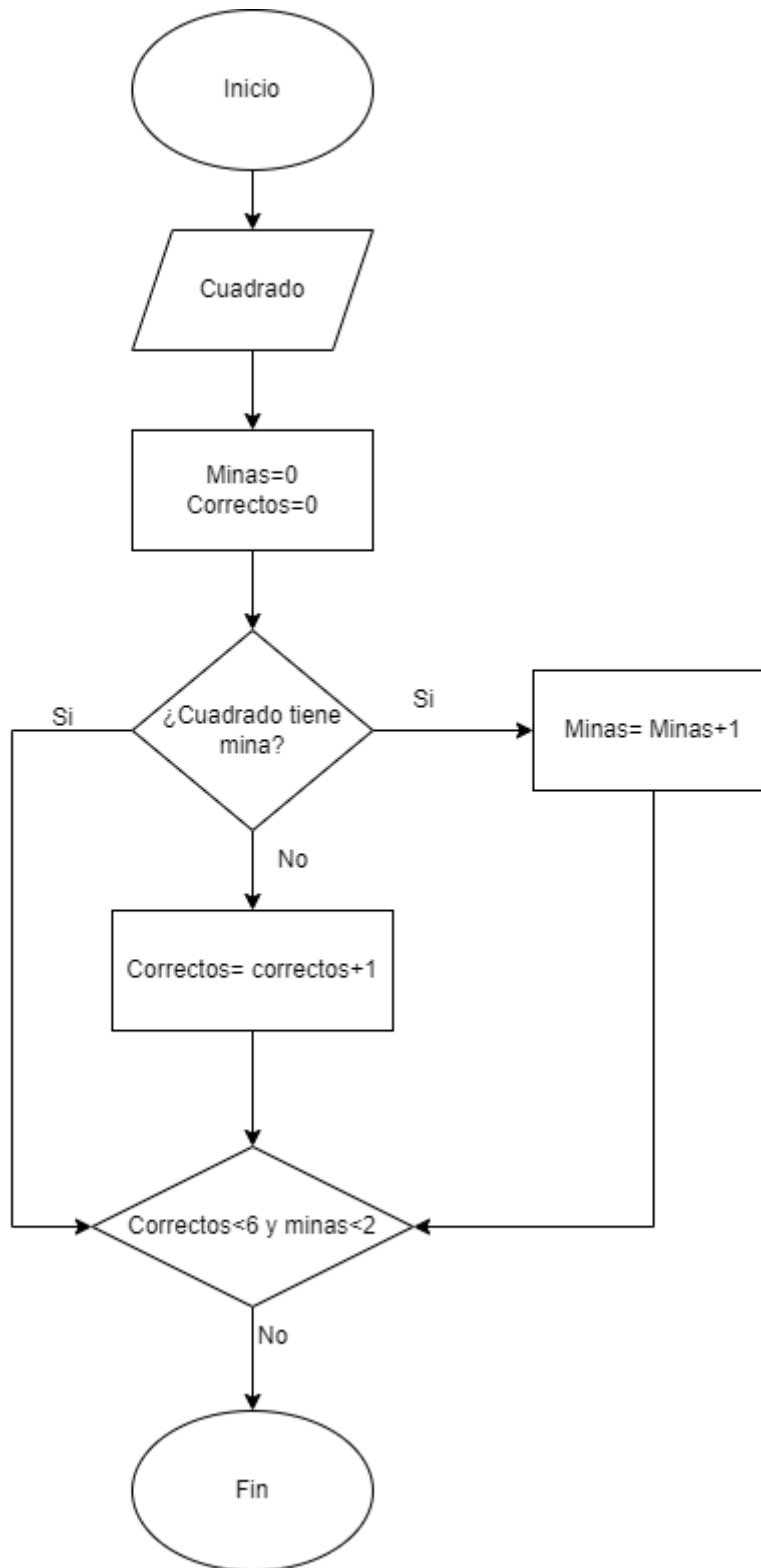 Inicio
Cuadrado
Minas=0
Correctos=0
¿Cuadrado tiene
mina?
Si
Si
Minas= Minas+1
No
Correctos= correctos+1
Correctos<6 y minas<2
No
Fin